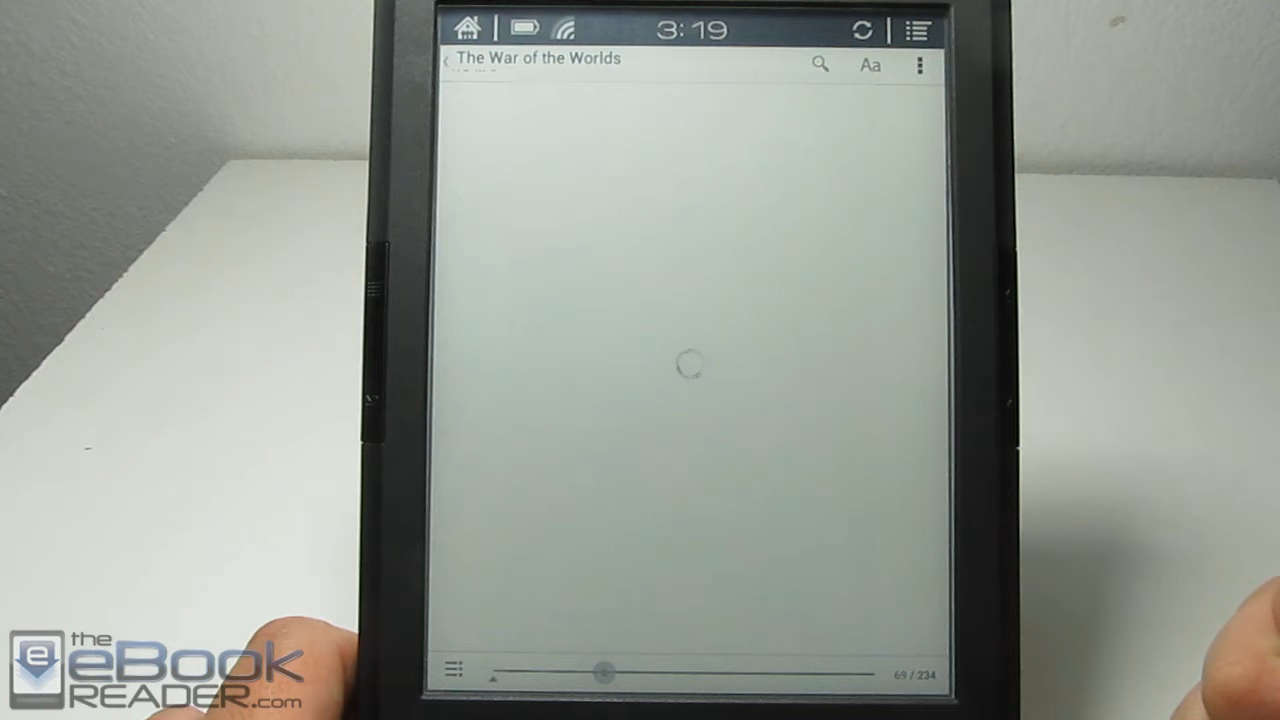 3:19
The War of the Worlds
Aa
69 / 234
the
eBook
READER.com